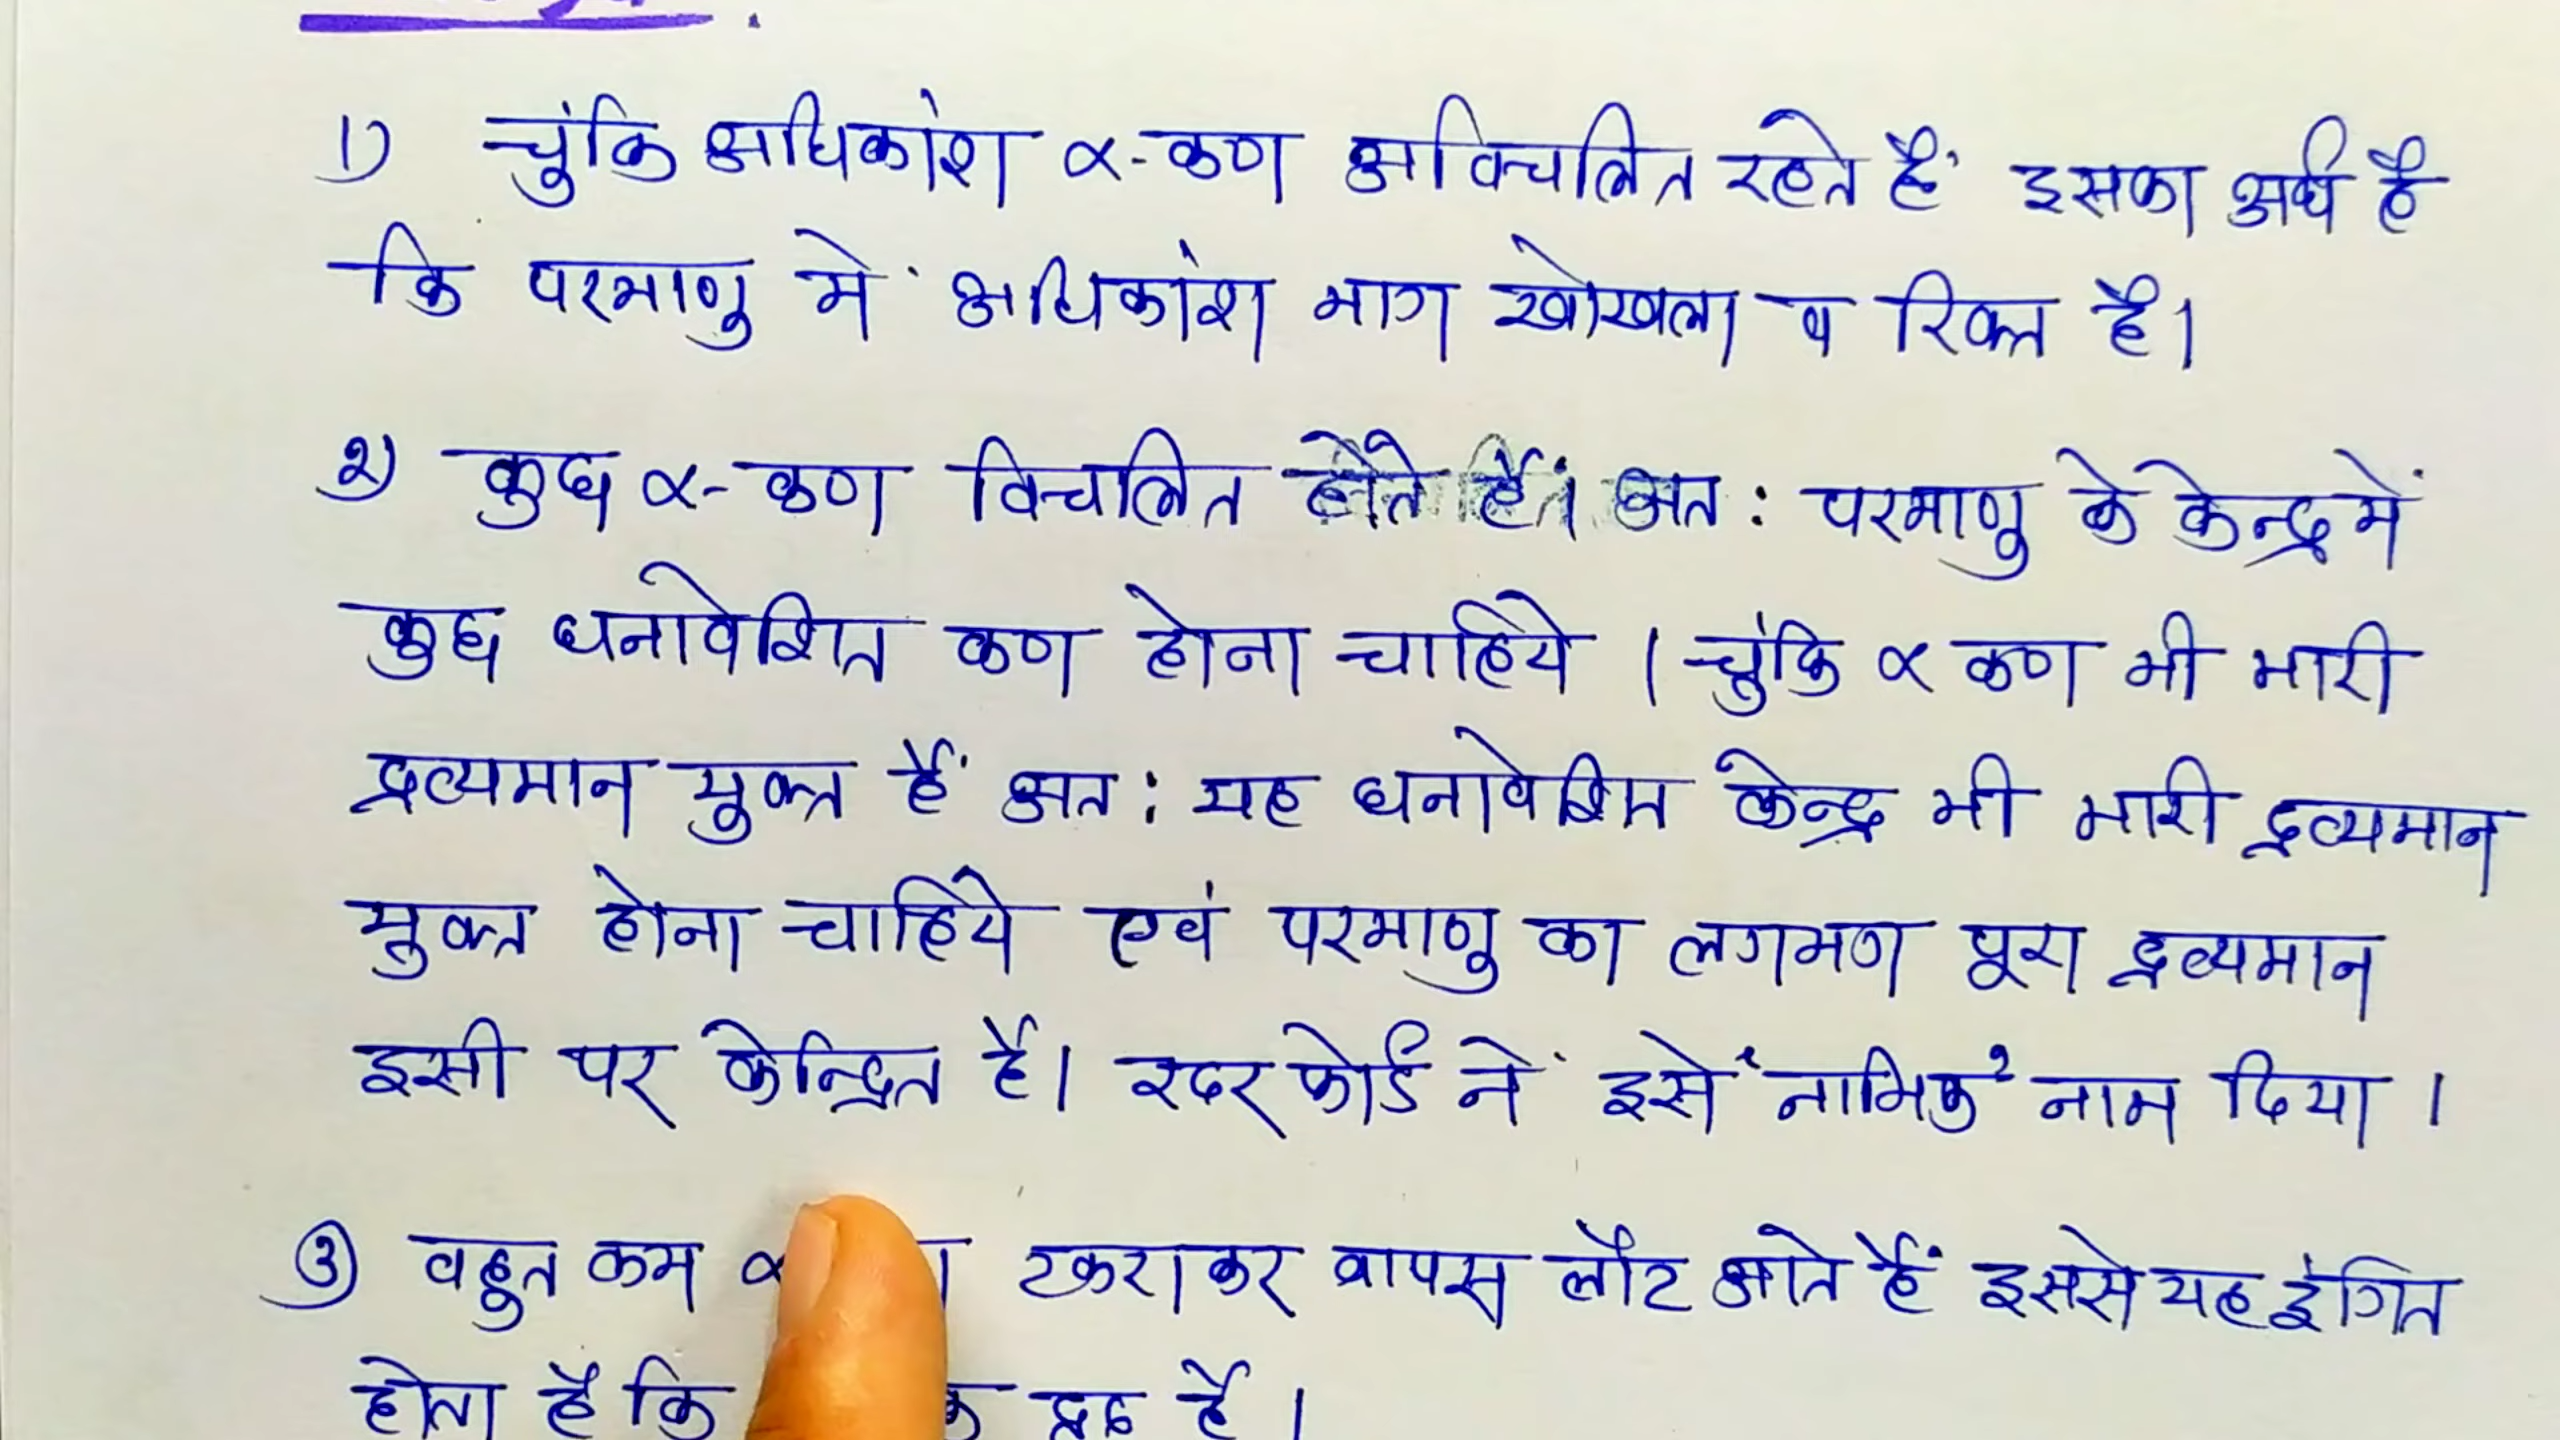 1) चुंकि अधिकांश α-कण अविचलित रहते हैं इसका अर्थ है
कि परमाणु में अधिकांश भाग खोखला व रिक्त है।
2) कुछ α-कण विचलित होते हैं। अत: परमाणु के केन्द्र में
कुछ धनावेशित कण होना चाहिये । चुंकि α कण भी भारी
द्रव्यमान युक्त हैं अत: यह धनावेशित केन्द्र भी भारी द्रव्यमान
युक्त होना चाहिये एवं परमाणु का लगभग पूरा द्रव्यमान
इसी पर केन्द्रित है। रदरफोर्ड ने इसे 'नाभिक' नाम दिया ।
3) बहुत कम α टकराकर वापस लौट आते हैं इससे यह इंगित
होता है कि दृढ है ।